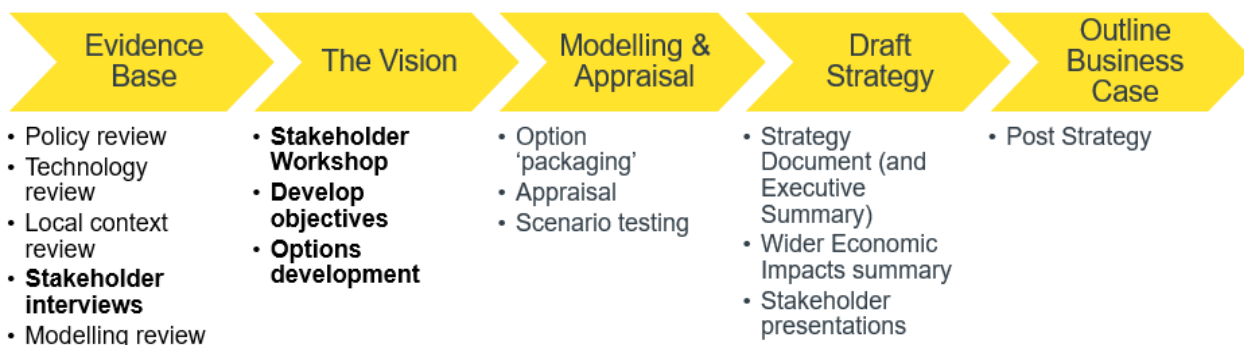 Evidence
Base
The Vision
Modelling &
Appraisal
Draft
Strategy
Outline
Business
Case
• Policy review
• Technology
review
• Local context
review
• Stakeholder
interviews
• Modelling review
• Stakeholder
Workshop
• Develop
objectives
• Options
development
• Option
‘packaging’
• Appraisal
• Scenario testing
• Strategy
Document (and
Executive
Summary)
• Wider Economic
Impacts summary
• Stakeholder
presentations
• Post Strategy